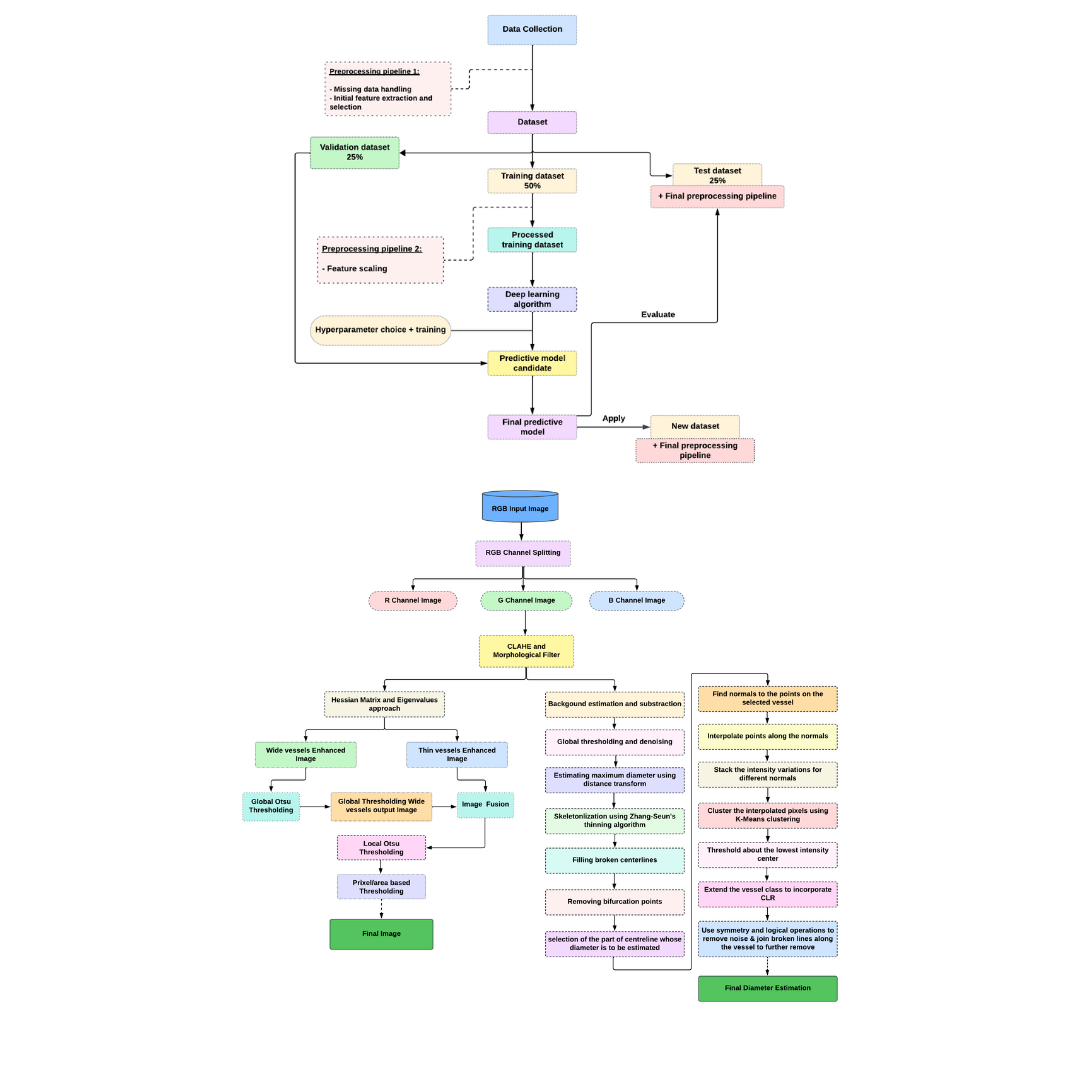 Data Collection
Preprocessing pipeline 1:
- Missing data handling
- Initial feature extraction and
selection
Dataset
Validation dataset
25%
Training dataset
50%
Test dataset
25%
+ Final preprocessing pipeline
Processed
training dataset
Preprocessing pipeline 2:
- Feature scaling
Deep learning
algorithm
Evaluate
Hyperparameter choice + training
Predictive model
candidate
Final predictive
model
Apply
New dataset
+ Final preprocessing
pipeline
RGB Input Image
RGB Channel Splitting
R Channel Image
G Channel Image
B Channel Image
CLAHE and
Morphological Filter
Hessian Matrix and Eigenvalues
approach
Wide vessels Enhanced
Image
Thin vessels Enhanced
Image
Global Otsu
Thresholding
Global Thresholding Wide
vessels output Image
Image Fusion
Local Otsu
Thresholding
Prixel/area based
Thresholding
Final Image
Backgound estimation and substraction
Global thresholding and denoising
Estimating maximum diameter using
distance transform
Skeletonlization using Zhang-Seun's
thinning algorithm
Filling broken centerlines
Removing bifurcation points
selection of the part of centreline whose
diameter is to be estimated
Find normals to the points on the
selected vessel
Interpolate points along the normals
Stack the intensity variations for
different normals
Cluster the interpolated pixels using
K-Means clustering
Threshold about the lowest intensity
center
Extend the vessel class to incorporate
CLR
Use symmetry and logical operations to
remove noise & join broken lines along
the vessel to further remove
Final Diameter Estimation